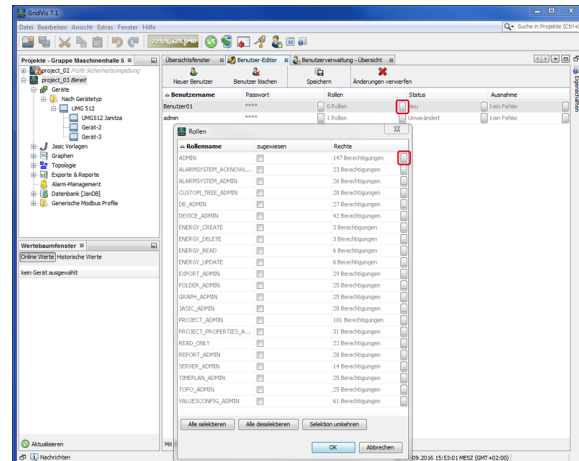 GridVis 7.1
Datei Bearbeiten Ansicht Extras Fenster Hilfe
Suche in Projekte (Ctrl+I
Projekte - Gruppe Maschinenhalle 5
Übersichtsfenster Benutzer-Editor Benutzerverwaltung - Übersicht
project_02 Prüfe Sicherheitsumgebung
project_03 Bereit
Geräte
Nach Gerätetyp
UMG 512
UMG512 Janitza
Gerät-2
Gerät-3
Jasic Vorlagen
Graphen
Topologie
Exporte & Reporte
Alarm-Management
Datenbank [JanDB]
Generische Modbus Profile
Neuer Benutzer Benutzer löschen Speichern Änderungen verwerfen
Benutzername Passwort Rollen Status Ausnahme
Benutzer01 **** 0 Rollen neu Kein Fehler
admin **** 1 Rollen Unverändert Kein Fehler
Eigenschaften
Rollen
Rollenname zugewiesen Rechte
ADMIN 147 Berechtigungen
ALARMSYSTEM_ACKNOWL... 23 Berechtigungen
ALARMSYSTEM_ADMIN 26 Berechtigungen
CUSTOM_TREE_ADMIN 28 Berechtigungen
DB_ADMIN 27 Berechtigungen
DEVICE_ADMIN 42 Berechtigungen
ENERGY_CREATE 3 Berechtigungen
ENERGY_DELETE 3 Berechtigungen
ENERGY_READ 6 Berechtigungen
ENERGY_UPDATE 6 Berechtigungen
EXPORT_ADMIN 29 Berechtigungen
FOLDER_ADMIN 25 Berechtigungen
GRAPH_ADMIN 25 Berechtigungen
JASIC_ADMIN 28 Berechtigungen
PROJECT_ADMIN 101 Berechtigungen
PROJECT_PROPERTIES_A... 31 Berechtigungen
READ_ONLY 22 Berechtigungen
REPORT_ADMIN 28 Berechtigungen
SERVER_ADMIN 14 Berechtigungen
TIMEPLAN_ADMIN 25 Berechtigungen
TOPO_ADMIN 25 Berechtigungen
VALUESCONFIG_ADMIN 61 Berechtigungen
Alle selektieren Alle deselektieren Selektion umkehren
OK Abbrechen
Wertebaumfenster
Online Werte Historische Werte
kein Gerät ausgewählt
Aktualisieren
Mit
Nachrichten
.09.2016 15:53:01 MESZ (GMT+02:00)